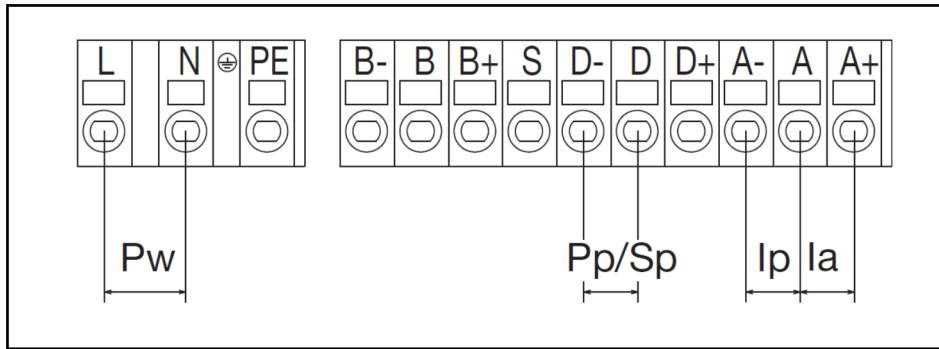 L N ⏚ PE B- B B+ S D- D D+ A- A A+
Pw Pp/Sp Ip Ia